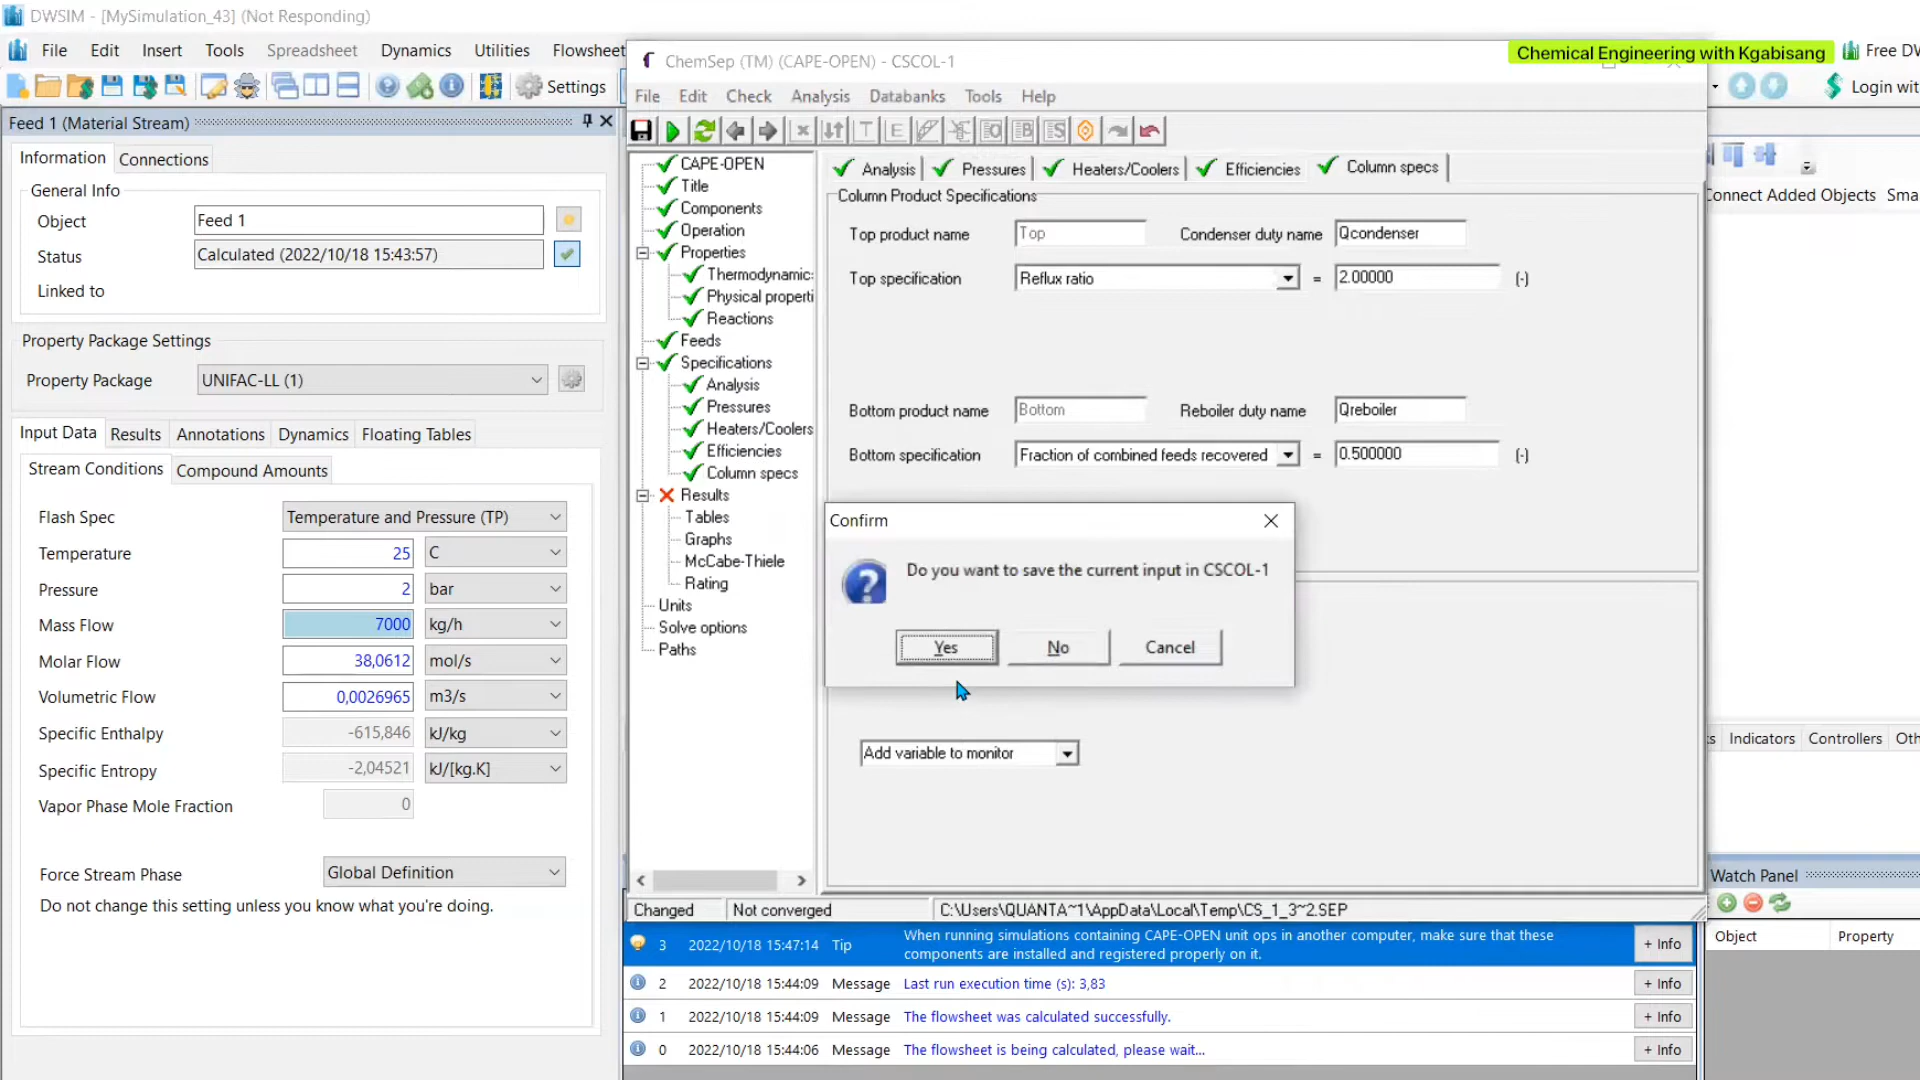 DWSIM - [MySimulation_43] (Not Responding)
File Edit Insert Tools Spreadsheet Dynamics Utilities Flowsheet
Settings
Feed 1 (Material Stream)
Information Connections
General Info
Object Feed 1
Status Calculated (2022/10/18 15:43:57)
Linked to
Property Package Settings
Property Package UNIFAC-LL (1)
Input Data Results Annotations Dynamics Floating Tables
Stream Conditions Compound Amounts
Flash Spec Temperature and Pressure (TP)
Temperature 25 C
Pressure 2 bar
Mass Flow 7000 kg/h
Molar Flow 38,0612 mol/s
Volumetric Flow 0,0026965 m3/s
Specific Enthalpy -615,846 kJ/kg
Specific Entropy -2,04521 kJ/[kg.K]
Vapor Phase Mole Fraction 0
Force Stream Phase Global Definition
Do not change this setting unless you know what you're doing.
ChemSep (TM) (CAPE-OPEN) - CSCOL-1
File Edit Check Analysis Databanks Tools Help
CAPE-OPEN
Title
Components
Operation
Properties
Thermodynamic:
Physical properti
Reactions
Feeds
Specifications
Analysis
Pressures
Heaters/Coolers
Efficiencies
Column specs
Results
Tables
Graphs
McCabe-Thiele
Rating
Units
Solve options
Paths
Analysis Pressures Heaters/Coolers Efficiencies Column specs
Column Product Specifications
Top product name Top Condenser duty name Qcondenser
Top specification Reflux ratio = 2.00000 (-)
Bottom product name Bottom Reboiler duty name Qreboiler
Bottom specification Fraction of combined feeds recovered = 0.500000 (-)
Confirm
Do you want to save the current input in CSCOL-1
Yes No Cancel
Add variable to monitor
Changed Not converged C:\Users\QUANTA~1\AppData\Local\Temp\CS_1_3~2.SEP
3 2022/10/18 15:47:14 Tip When running simulations containing CAPE-OPEN unit ops in another computer, make sure that these
components are installed and registered properly on it. + Info
2 2022/10/18 15:44:09 Message Last run execution time (s): 3,83 + Info
1 2022/10/18 15:44:09 Message The flowsheet was calculated successfully. + Info
0 2022/10/18 15:44:06 Message The flowsheet is being calculated, please wait... + Info
Chemical Engineering with Kgabisang
Free DW
Login wit
Connect Added Objects Sma
ks Indicators Controllers Oth
Watch Panel
Object Property